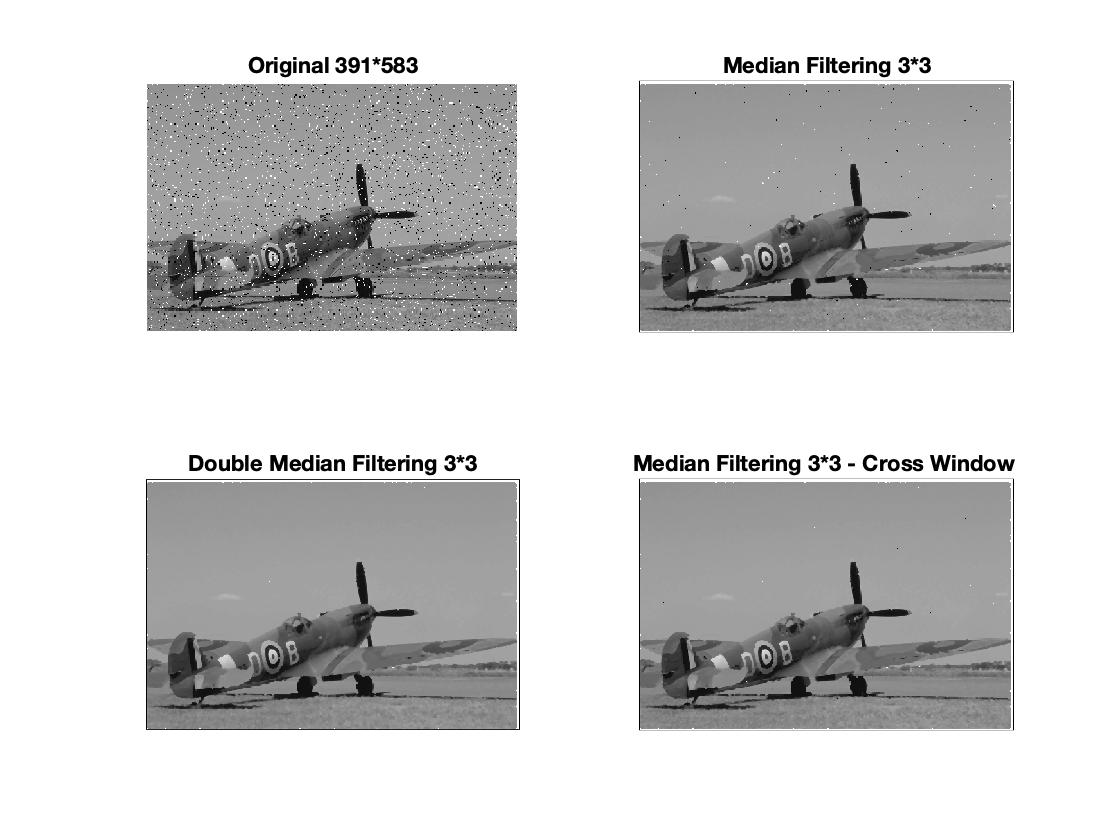 Original 391*583
Median Filtering 3*3
Double Median Filtering 3*3
Median Filtering 3*3 - Cross Window
D B
D B
D B
D B